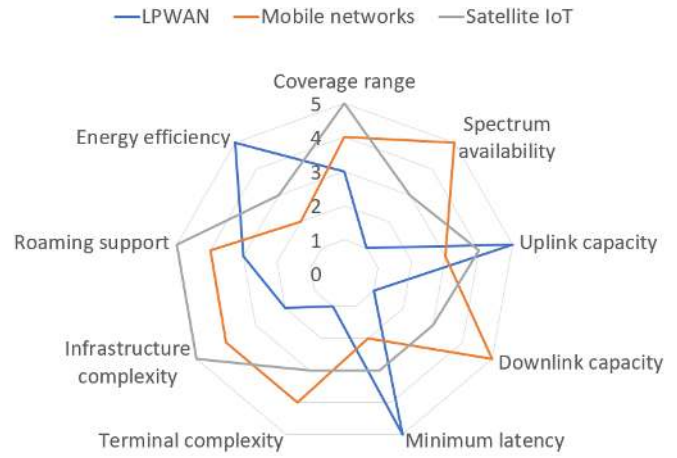 LPWAN Mobile networks Satellite IoT
Coverage range
5
4
3
2
1
0
Spectrum
availability
Uplink capacity
Downlink capacity
Minimum latency
Terminal complexity
Infrastructure
complexity
Roaming support
Energy efficiency